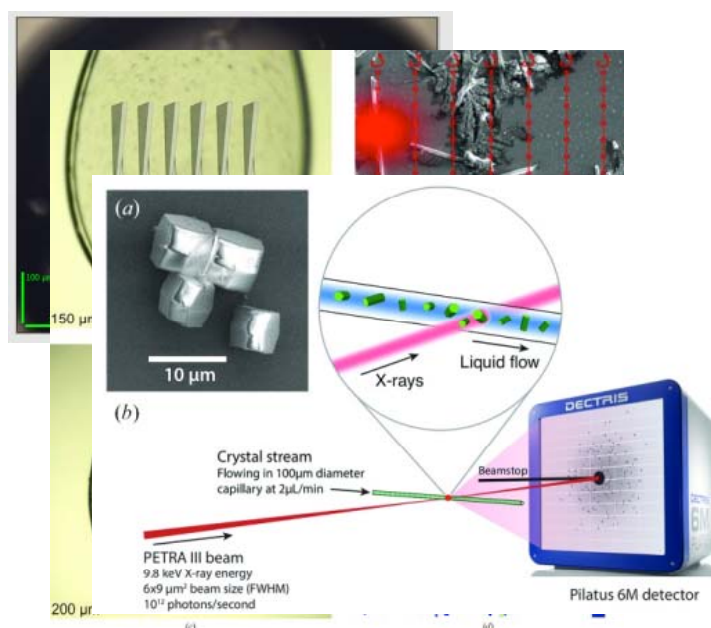 100 µm
150 µm
(a)
10 µm
X-rays
Liquid flow
(b)
DECTRIS
Crystal stream
Flowing in 100µm diameter
capillary at 2µL/min
Beamstop
PETRA III beam
9.8 keV X-ray energy
6x9 µm² beam size (FWHM)
10¹² photons/second
Pilatus 6M detector
200 µm